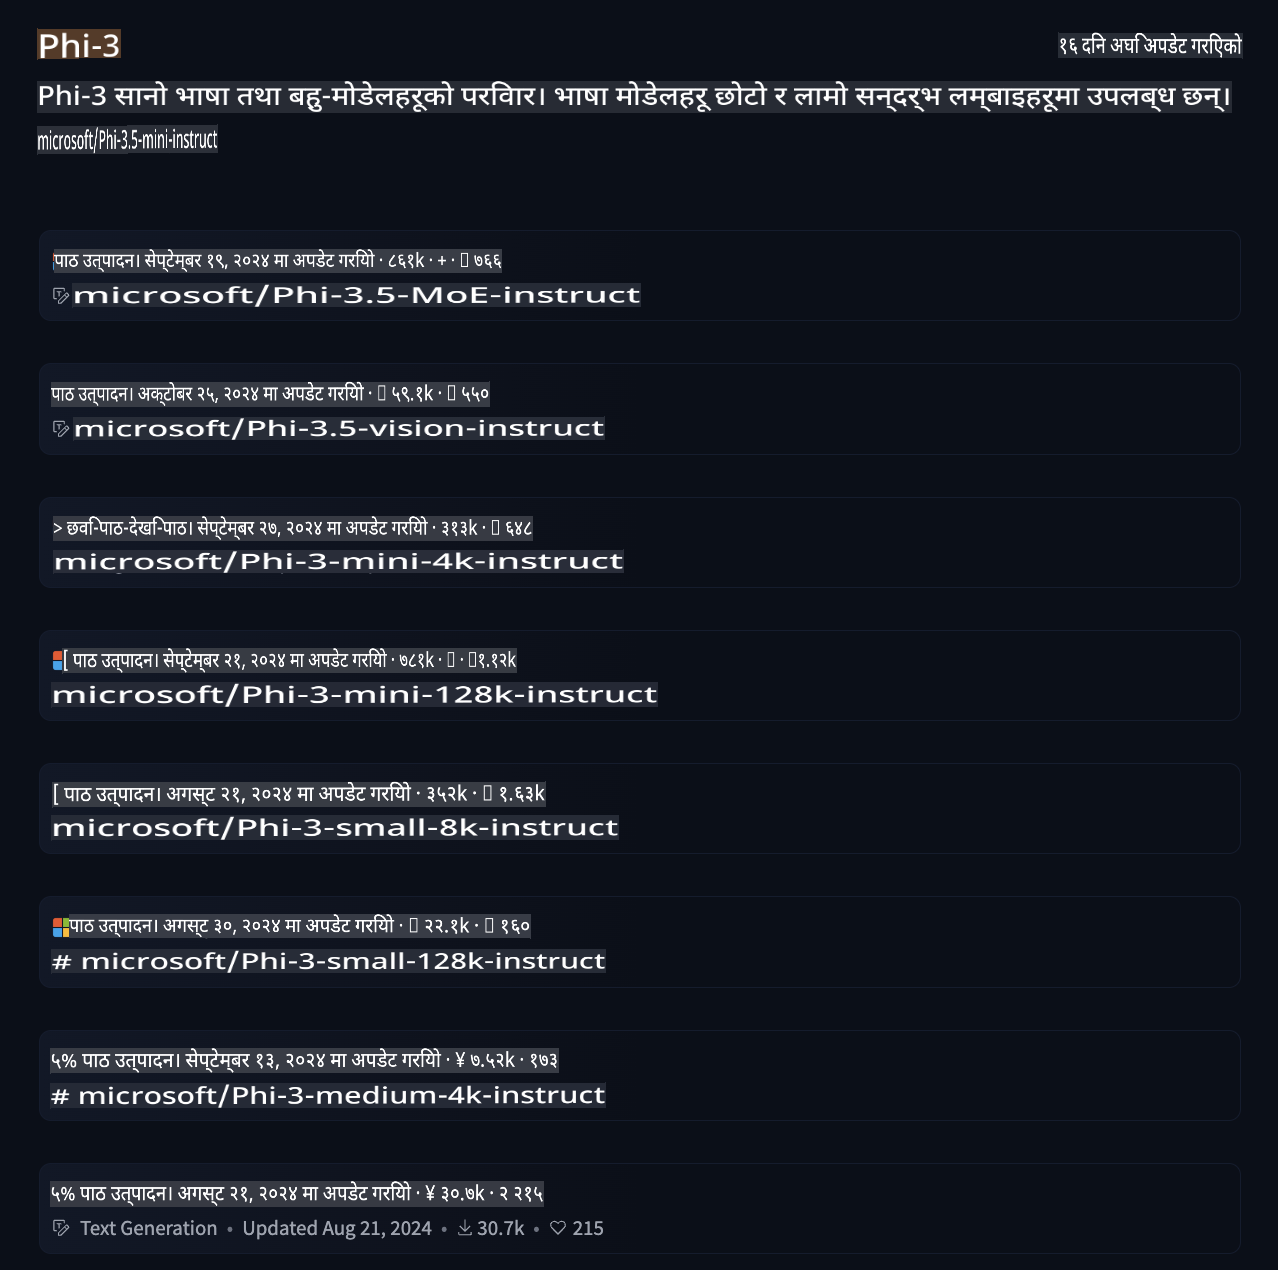 Phi-3
१६ दिन अघि अपडेट गरिएको
Phi-3 सानो भाषा तथा बहु-मोडेलहरूको परिवार। भाषा मोडेलहरू छोटो र लामो सन्दर्भ लम्बाइहरूमा उपलब्ध छन्।
microsoft/Phi-3.5-mini-instruct
पाठ उत्पादन। सेप्टेम्बर १९, २०२४ मा अपडेट गरियो · ८६१k · + · ७६६
microsoft/Phi-3.5-MoE-instruct
पाठ उत्पादन। अक्टोबर २५, २०२४ मा अपडेट गरियो · ५९.१k · ५५०
microsoft/Phi-3.5-vision-instruct
> छवि-पाठ-देखि-पाठ। सेप्टेम्बर २७, २०२४ मा अपडेट गरियो · ३१३k · ६४८
microsoft/Phi-3-mini-4k-instruct
[ पाठ उत्पादन। सेप्टेम्बर २१, २०२४ मा अपडेट गरियो · ७८१k · · १.१२k
microsoft/Phi-3-mini-128k-instruct
[ पाठ उत्पादन। अगस्ट २१, २०२४ मा अपडेट गरियो · ३५२k · १.६३k
microsoft/Phi-3-small-8k-instruct
पाठ उत्पादन। अगस्ट ३०, २०२४ मा अपडेट गरियो · २२.१k · १६०
# microsoft/Phi-3-small-128k-instruct
५% पाठ उत्पादन। सेप्टेम्बर १३, २०२४ मा अपडेट गरियो · ¥ ७.५२k · १७३
# microsoft/Phi-3-medium-4k-instruct
५% पाठ उत्पादन। अगस्ट २१, २०२४ मा अपडेट गरियो · ¥ ३०.७k · २ २१५
Text Generation • Updated Aug 21, 2024 • 30.7k • 215